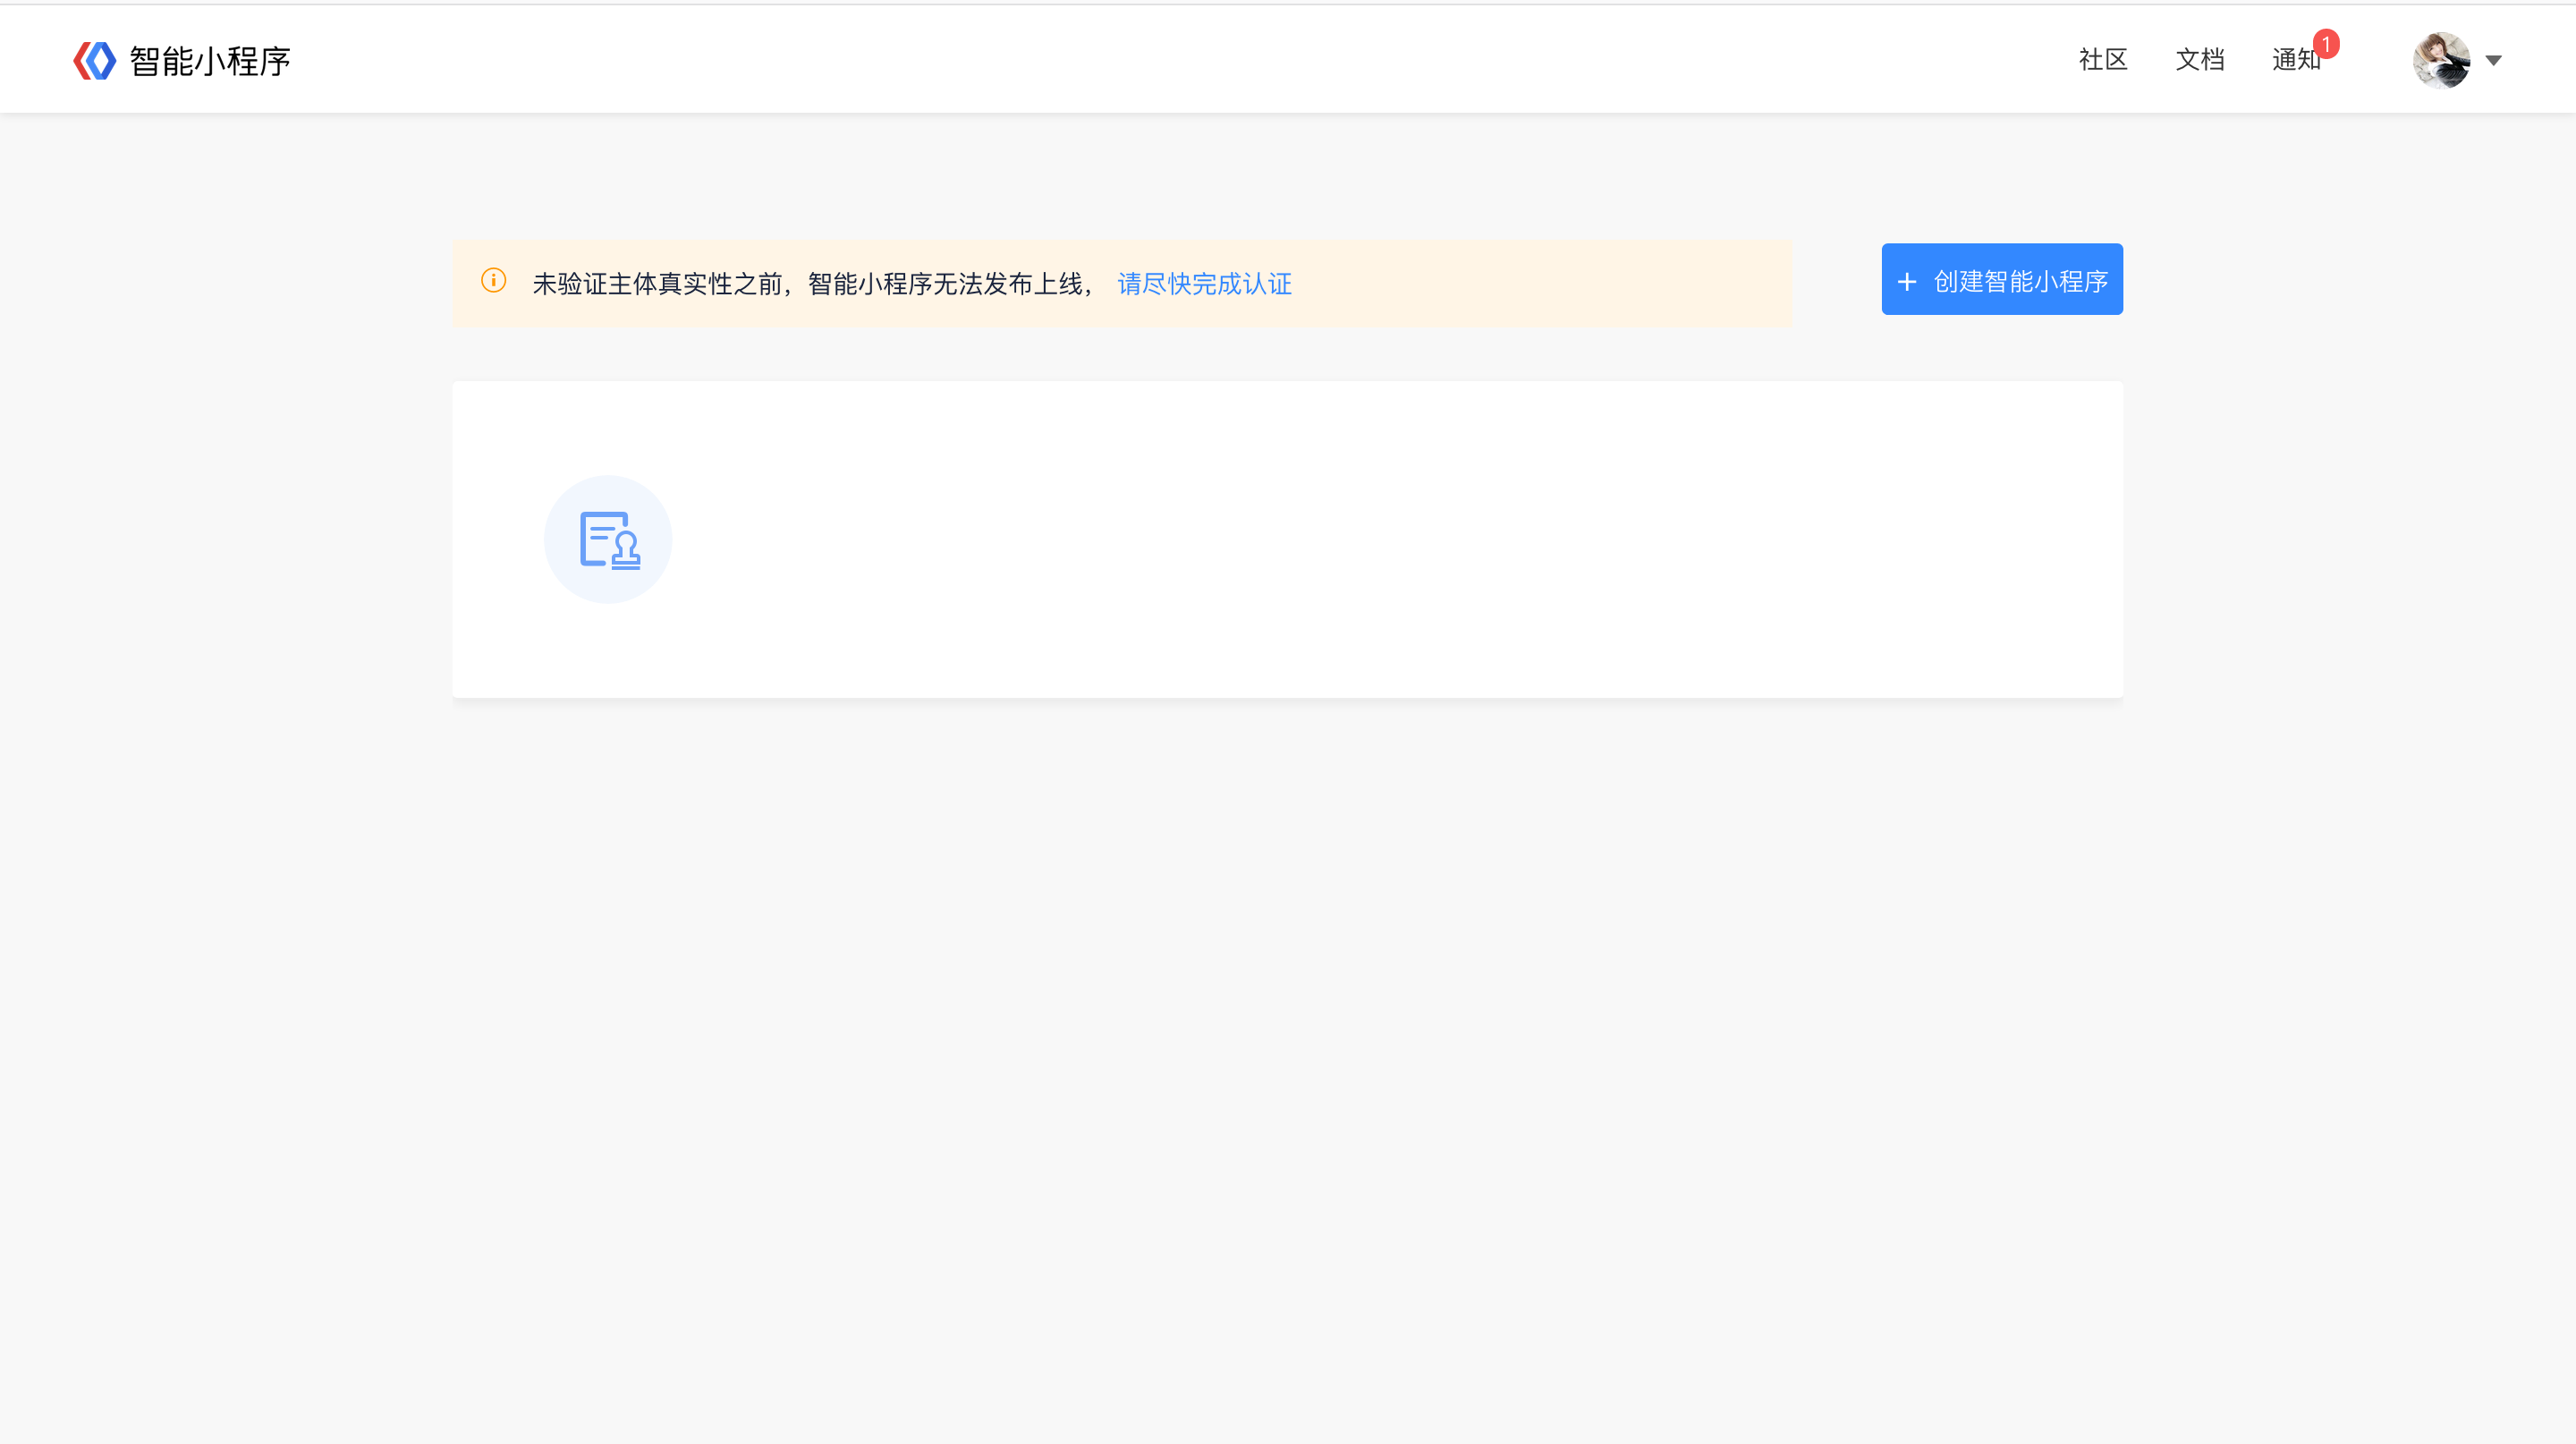 智能小程序
社区
文档
通知
1
未验证主体真实性之前，智能小程序无法发布上线， 请尽快完成认证
+ 创建智能小程序